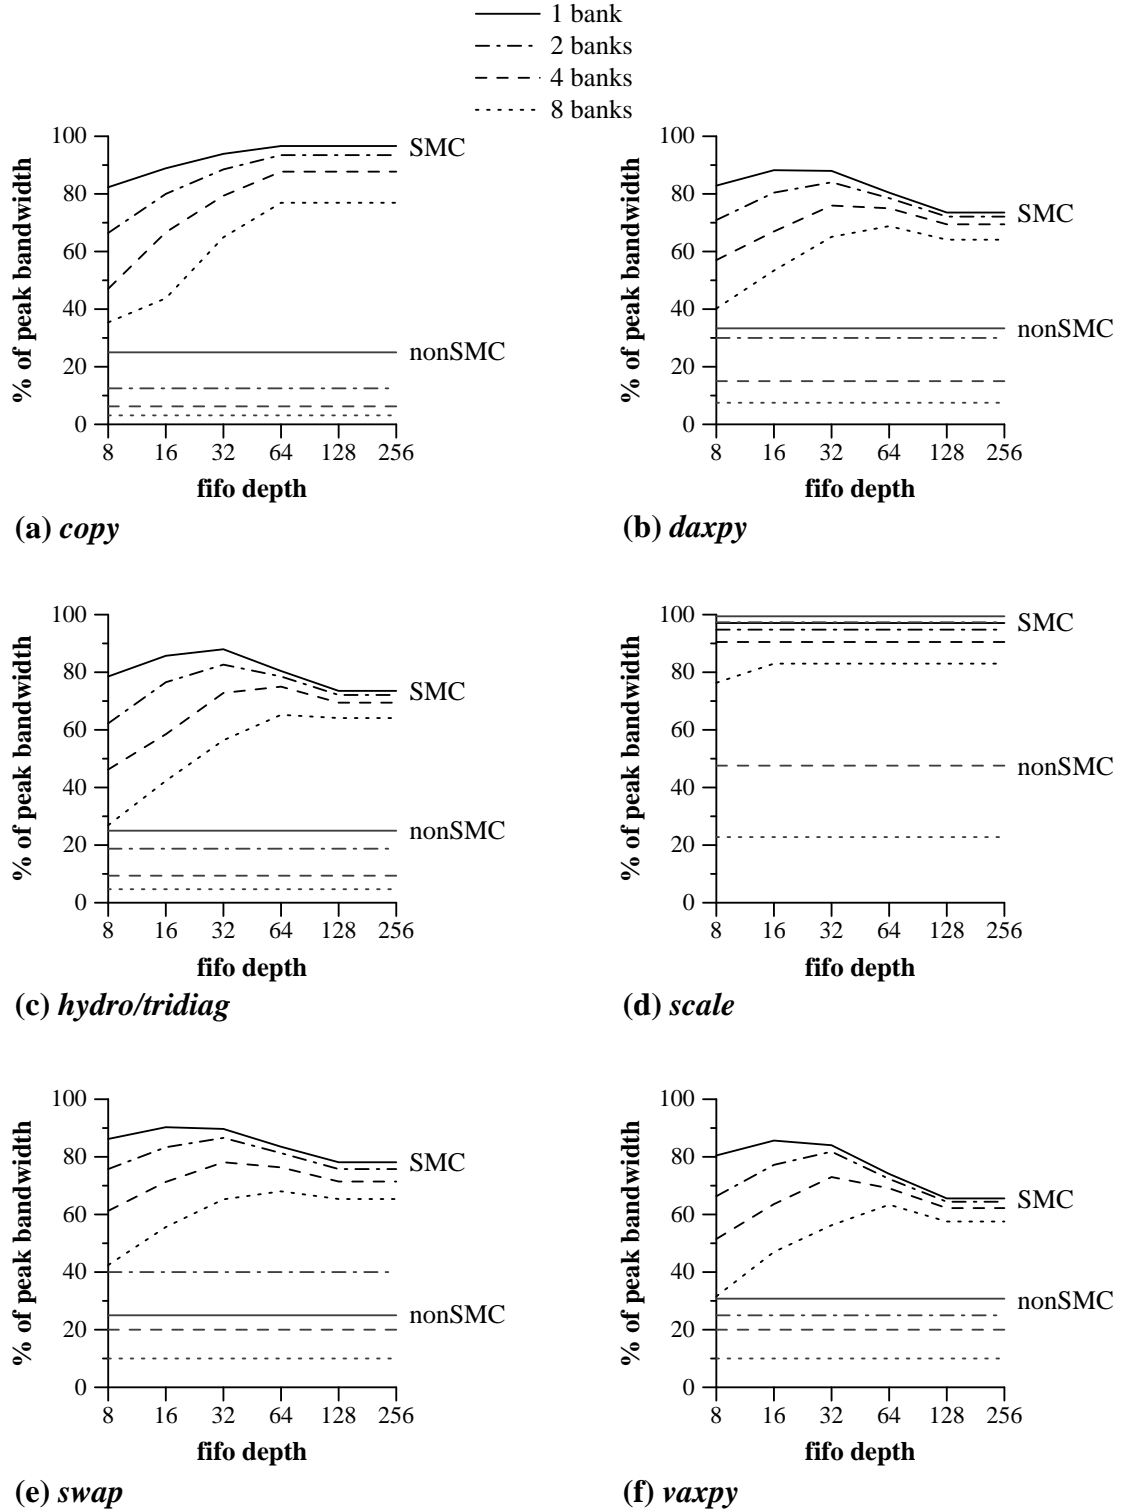 1 bank
2 banks
4 banks
8 banks
% of peak bandwidth
100
80
60
40
20
0
8 16 32 64 128 256
fifo depth
SMC
nonSMC
(a) copy
% of peak bandwidth
100
80
60
40
20
0
8 16 32 64 128 256
fifo depth
SMC
nonSMC
(b) daxpy
% of peak bandwidth
100
80
60
40
20
0
8 16 32 64 128 256
fifo depth
SMC
nonSMC
(c) hydro/tridiag
% of peak bandwidth
100
80
60
40
20
0
8 16 32 64 128 256
fifo depth
SMC
nonSMC
(d) scale
% of peak bandwidth
100
80
60
40
20
0
8 16 32 64 128 256
fifo depth
SMC
nonSMC
(e) swap
% of peak bandwidth
100
80
60
40
20
0
8 16 32 64 128 256
fifo depth
SMC
nonSMC
(f) vaxpy